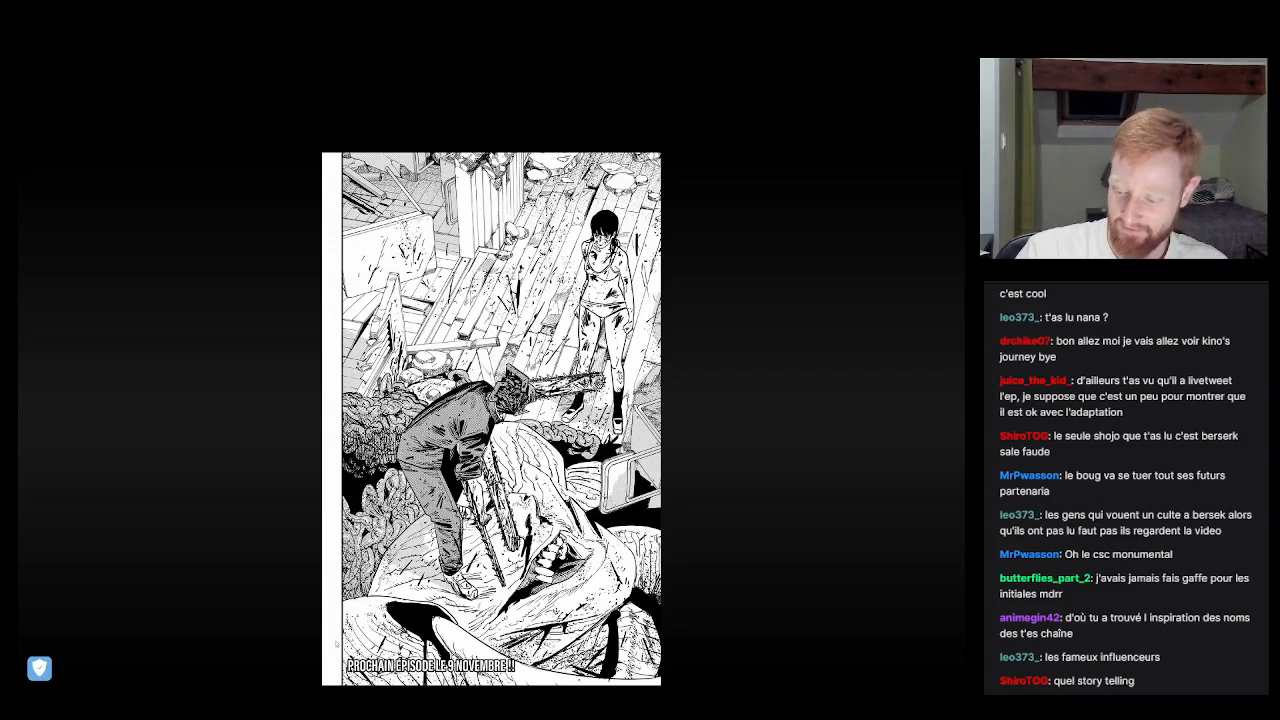 PROCHAIN ÉPISODE LE 9 NOVEMBRE !!
c'est cool
leo373_: t'as lu nana ?
drchike07: bon allez moi je vais allez voir kino's
journey bye
juice_the_kid_: d'ailleurs t'as vu qu'il a livetweet
l'ep, je suppose que c'est un peu pour montrer que
il est ok avec l'adaptation
ShiroTOG: le seule shojo que t'as lu c'est berserk
sale faude
MrPwasson: le boug va se tuer tout ses futurs
partenaria
leo373_: les gens qui vouent un culte a bersek alors
qu'ils ont pas lu faut pas ils regardent la video
MrPwasson: Oh le csc monumental
butterflies_part_2: j'avais jamais fais gaffe pour les
initiales mdrr
animegin42: d'où tu a trouvé l inspiration des noms
des t'es chaîne
leo373_: les fameux influenceurs
ShiroTOG: quel story telling